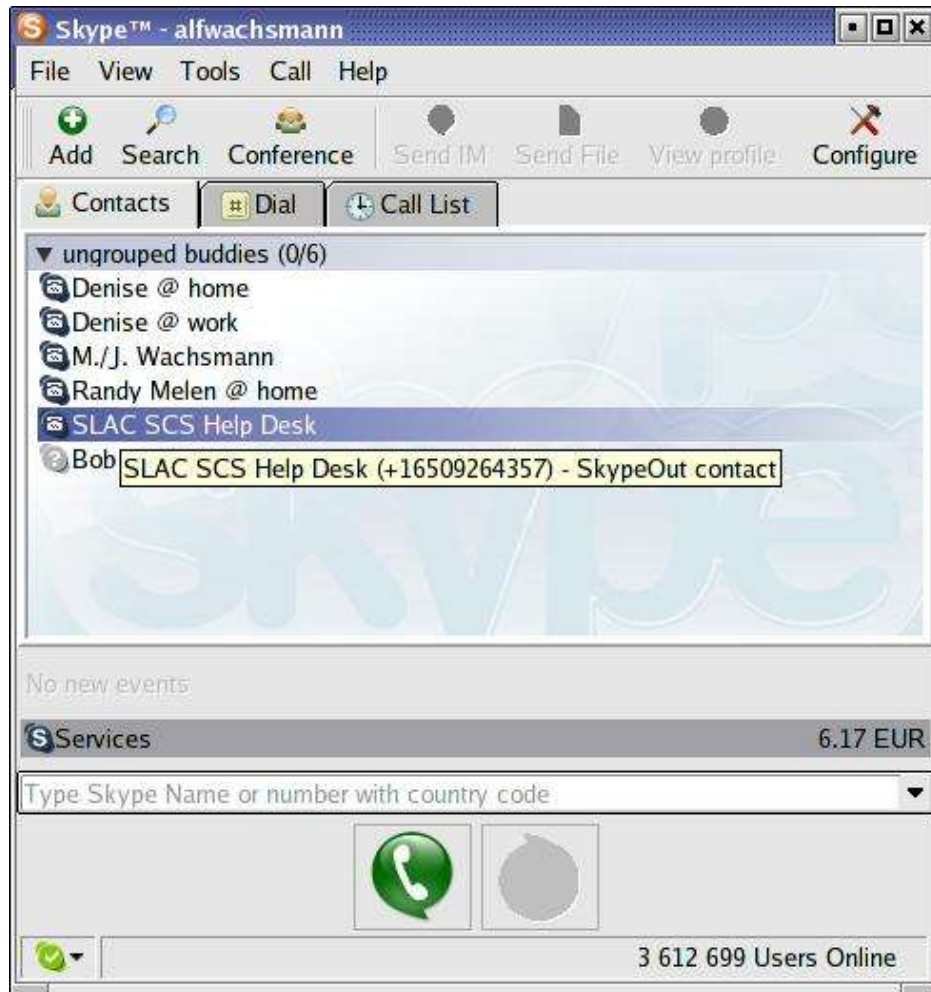 Skype™ - alfwachsmann
File View Tools Call Help
Add Search Conference Send IM Send File View profile Configure
Contacts # Dial Call List
ungrouped buddies (0/6)
Denise @ home
Denise @ work
M./J. Wachsmann
Randy Melen @ home
SLAC SCS Help Desk
Bob
SLAC SCS Help Desk (+16509264357) - SkypeOut contact
skype
No new events
Services 6.17 EUR
Type Skype Name or number with country code
3 612 699 Users Online